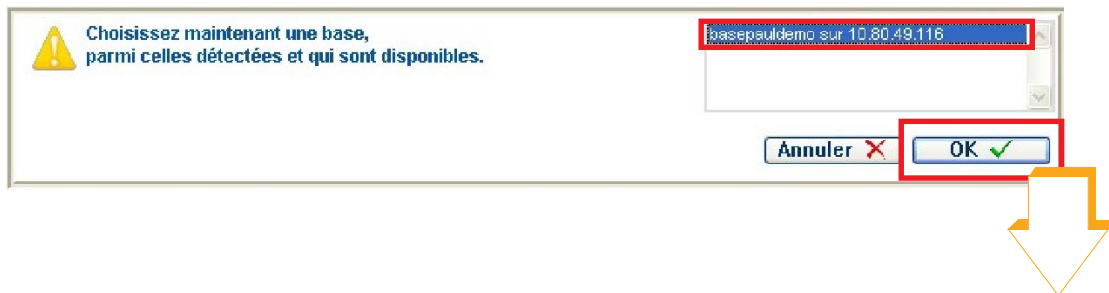 Choisissez maintenant une base,
parmi celles détectées et qui sont disponibles.
basepauldemo sur 10.80.49.116
Annuler
OK